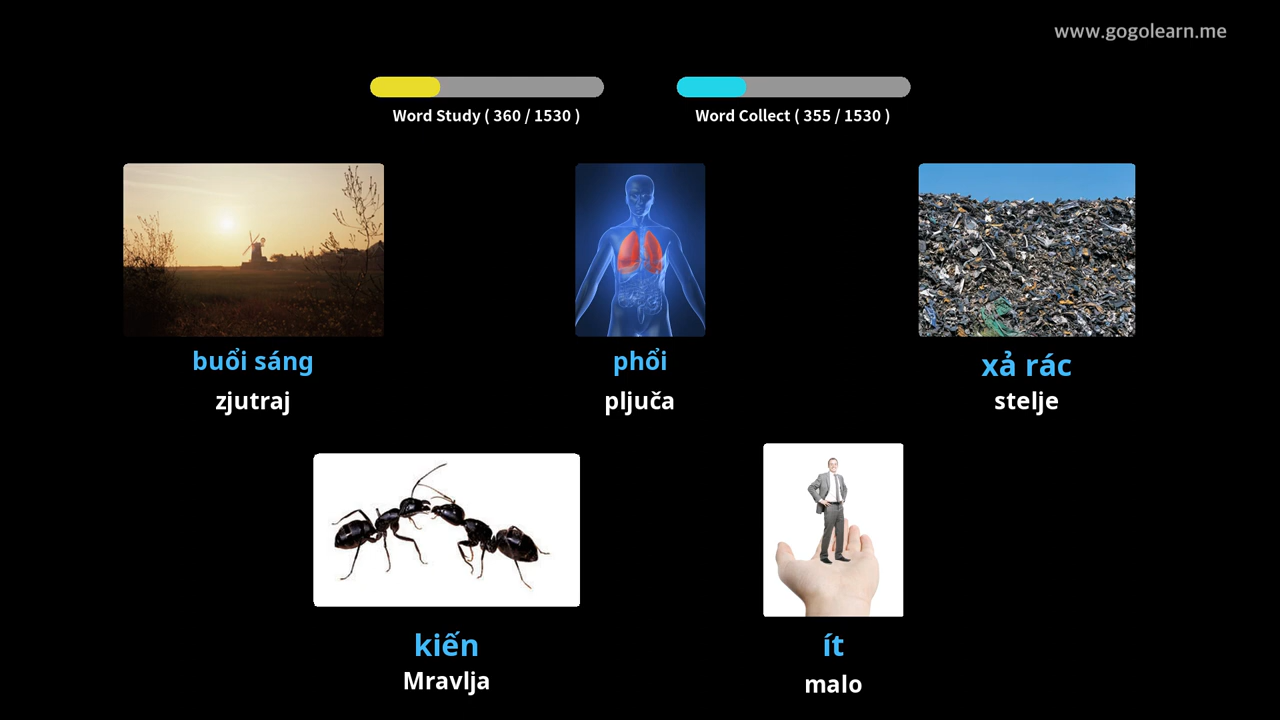 www.gogolearn.me
Word Study ( 360 / 1530 )
Word Collect ( 355 / 1530 )
buổi sáng
phổi
xả rác
zjutraj
pljuča
stelje
kiến
ít
Mravlja
malo